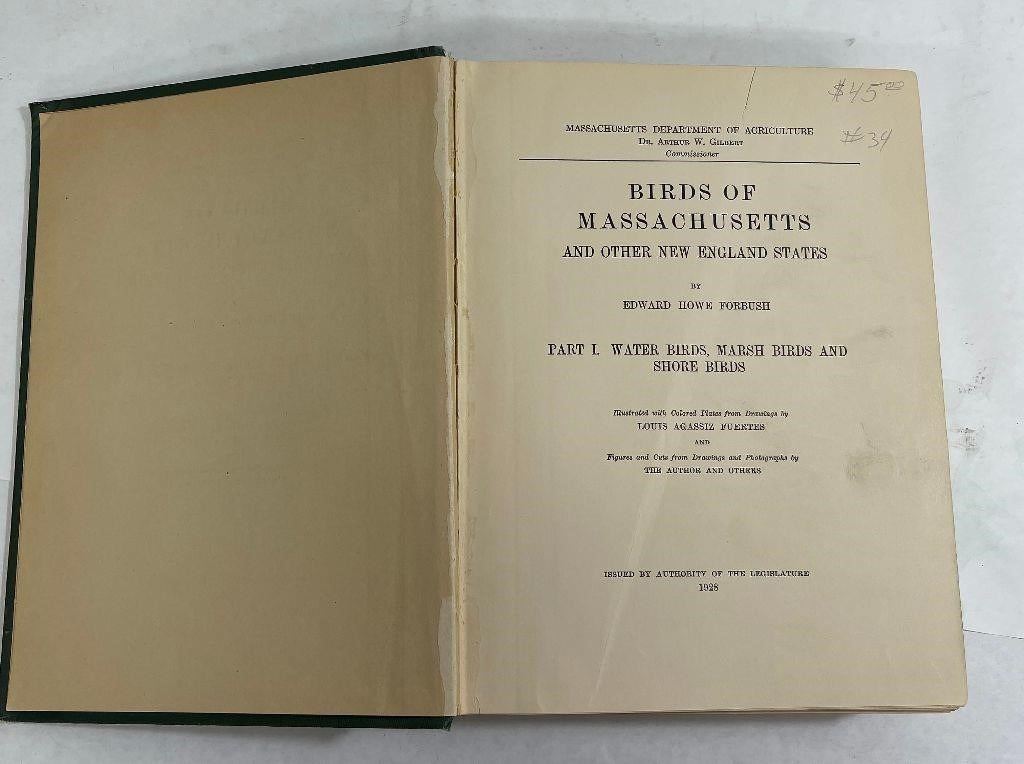 $45.00
#34
MASSACHUSETTS DEPARTMENT OF AGRICULTURE
DR. ARTHUR W. GILBERT
Commissioner
BIRDS OF
MASSACHUSETTS
AND OTHER NEW ENGLAND STATES
BY
EDWARD HOWE FORBUSH
PART I. WATER BIRDS, MARSH BIRDS AND
SHORE BIRDS
Illustrated with Colored Plates from Drawings by
LOUIS AGASSIZ FUERTES
AND
Figures and Cuts from Drawings and Photographs by
THE AUTHOR AND OTHERS
ISSUED BY AUTHORITY OF THE LEGISLATURE
1928